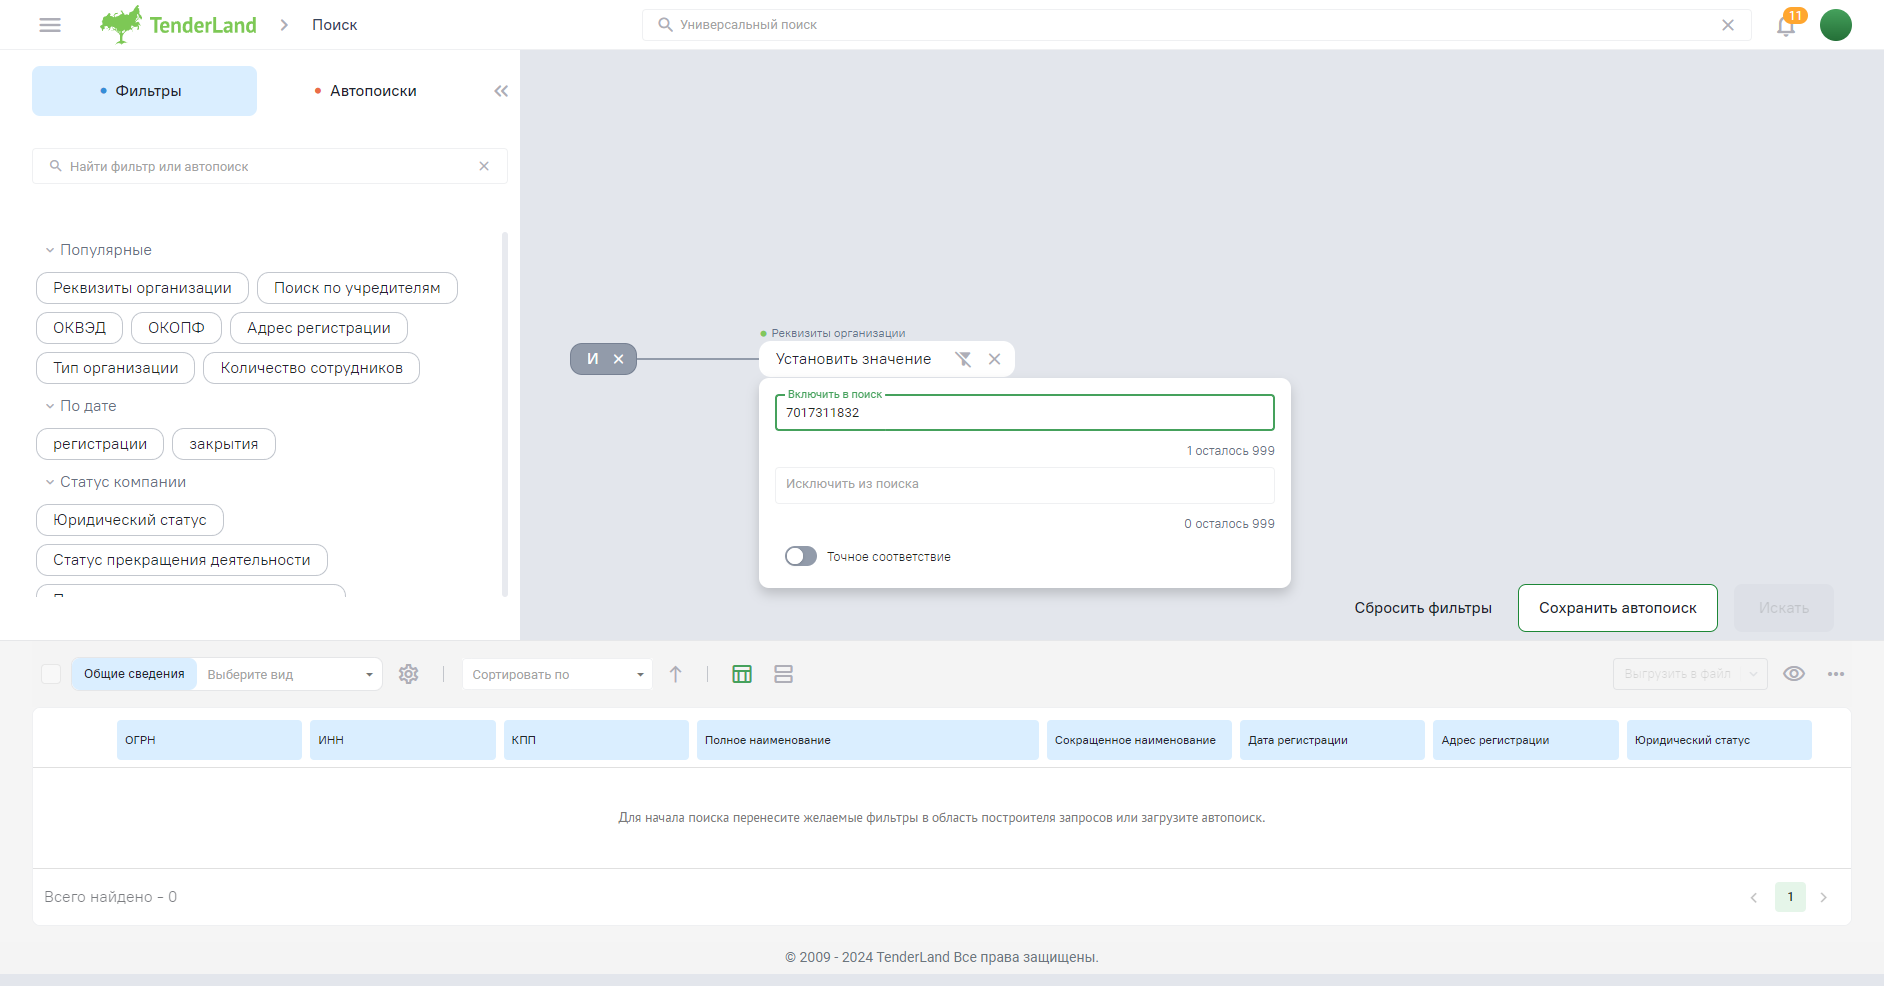 TenderLand
Поиск
Универсальный поиск
11
Фильтры
Автопоиски
Найти фильтр или автопоиск
Популярные
Реквизиты организации
Поиск по учредителям
ОКВЭД
ОКОПФ
Адрес регистрации
Тип организации
Количество сотрудников
По дате
регистрации
закрытия
Статус компании
Юридический статус
Статус прекращения деятельности
Реквизиты организации
И
Установить значение
Включить в поиск
7017311832
1 осталось 999
Исключить из поиска
0 осталось 999
Точное соответствие
Сбросить фильтры
Сохранить автопоиск
Искать
Общие сведения
Выберите вид
Сортировать по
Выгрузить в файл
ОГРН
ИНН
КПП
Полное наименование
Сокращенное наименование
Дата регистрации
Адрес регистрации
Юридический статус
Для начала поиска перенесите желаемые фильтры в область построителя запросов или загрузите автопоиск.
Всего найдено - 0
1
© 2009 - 2024 TenderLand Все права защищены.